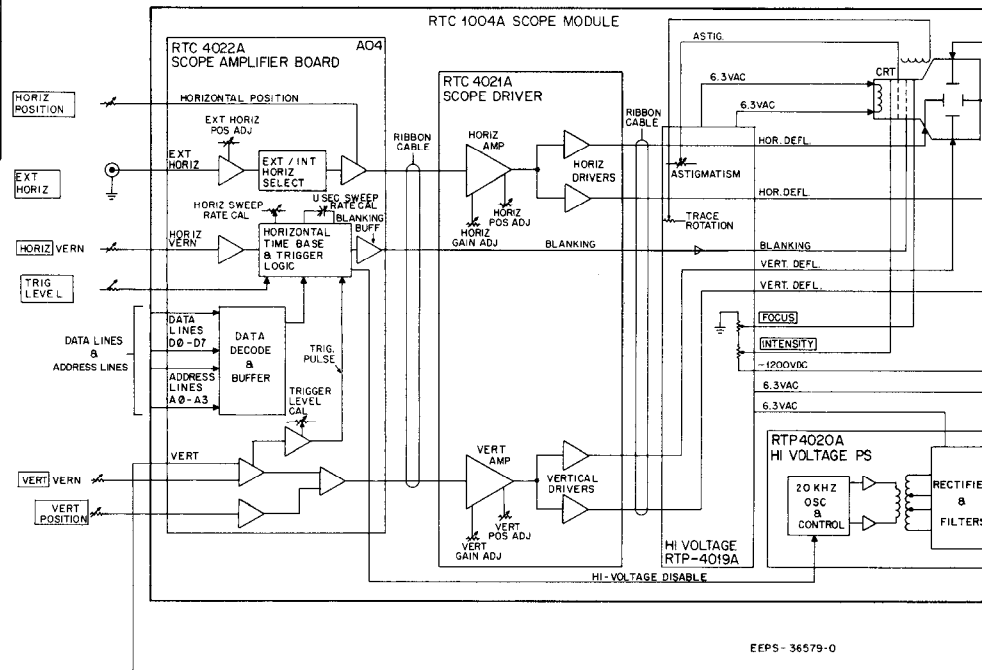 RTC 1004A SCOPE MODULE
RTC 4022A
SCOPE AMPLIFIER BOARD
A04
HORIZ
POSITION
HORIZONTAL POSITION
EXT HORIZ
POS ADJ
EXT
HORIZ
EXT
HORIZ
EXT / INT
HORIZ
SELECT
HORIZ SWEEP
RATE CAL
U SEC SWEEP
RATE CAL
BLANKING
BUFF
HORIZ VERN
HORIZ
VERN
HORIZONTAL
TIME BASE
& TRIGGER
LOGIC
TRIG
LEVEL
DATA LINES
&
ADDRESS LINES
DATA
LINES
D0-D7
ADDRESS
LINES
A0-A3
DATA
DECODE
&
BUFFER
TRIG.
PULSE
TRIGGER
LEVEL
CAL
VERT
VERT VERN
VERT
POSITION
RIBBON
CABLE
RTC 4021A
SCOPE DRIVER
HORIZ
AMP
HORIZ
DRIVERS
HORIZ
POS ADJ
HORIZ
GAIN ADJ
BLANKING
VERT
AMP
VERTICAL
DRIVERS
VERT
POS ADJ
VERT
GAIN ADJ
HI-VOLTAGE DISABLE
RIBBON
CABLE
ASTIG.
6.3VAC
6.3VAC
CRT
HOR. DEFL.
ASTIGMATISM
HOR. DEFL.
TRACE
ROTATION
BLANKING
VERT. DEFL.
VERT. DEFL.
FOCUS
INTENSITY
-1200VDC
6.3VAC
6.3VAC
HI VOLTAGE
RTP-4019A
RTP4020A
HI VOLTAGE PS
20 KHZ
OSC
&
CONTROL
RECTIFIE
&
FILTERS
EEPS-36579-0